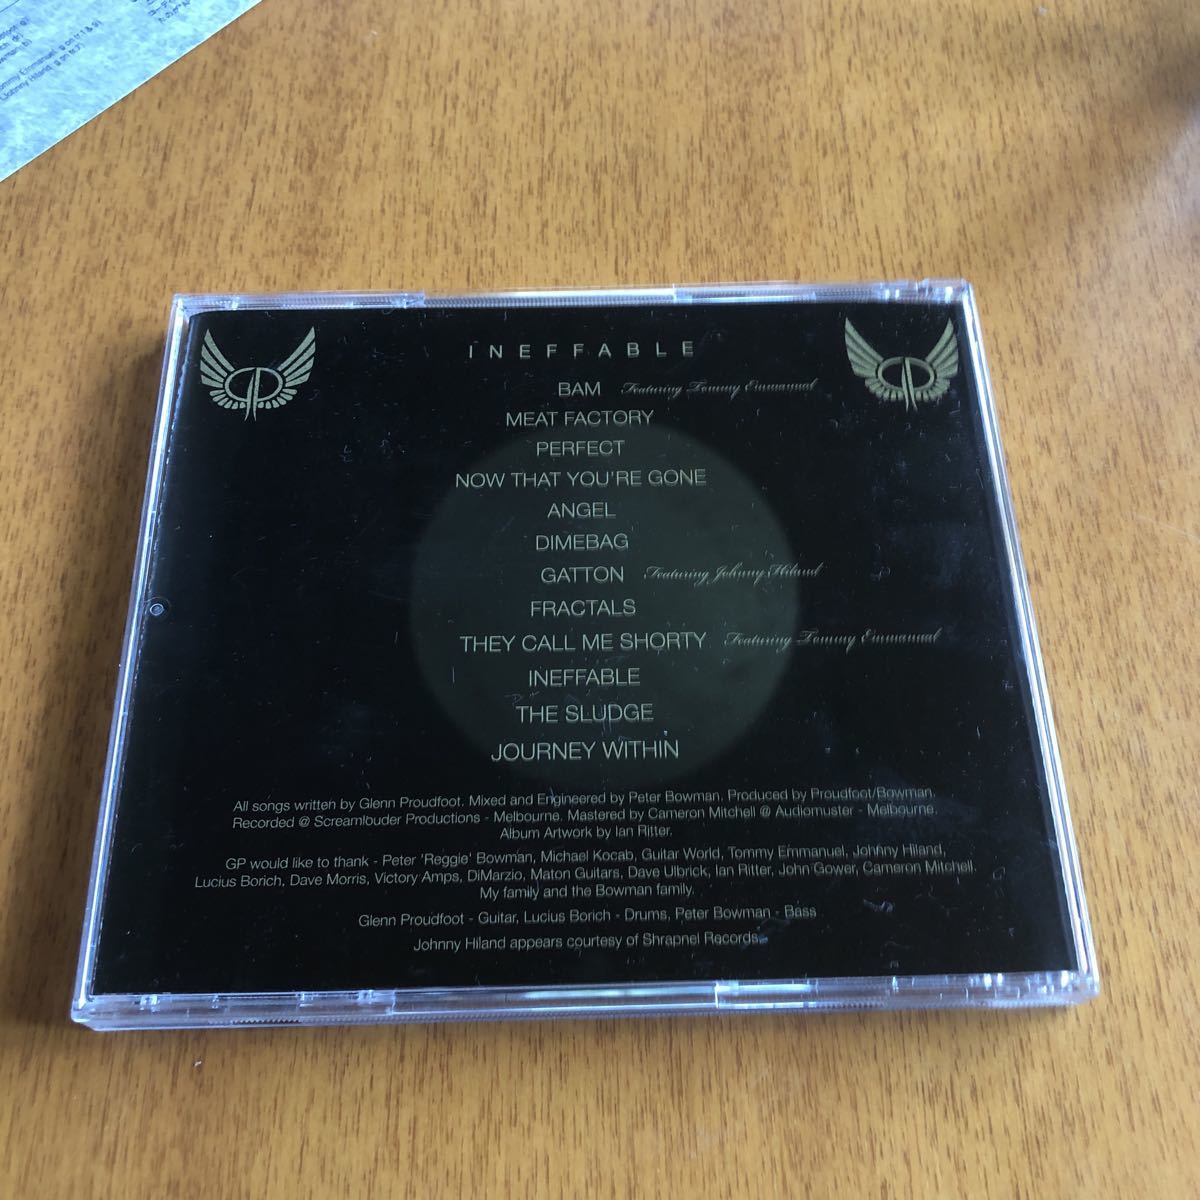 INEFFABLE
BAM Featuring Tommy Emmanuel
MEAT FACTORY
PERFECT
NOW THAT YOU'RE GONE
ANGEL
DIMEBAG
GATTON Featuring Johnny Hiland
FRACTALS
THEY CALL ME SHORTY Featuring Tommy Emmanuel
INEFFABLE
THE SLUDGE
JOURNEY WITHIN
All songs written by Glenn Proudfoot. Mixed and Engineered by Peter Bowman. Produced by Proudfoot/Bowman.
Recorded @ Screamlouder Productions - Melbourne. Mastered by Cameron Mitchell @ Audiomuster - Melbourne.
Album Artwork by Ian Ritter.
GP would like to thank - Peter 'Reggie' Bowman, Michael Kocab, Guitar World, Tommy Emmanuel, Johnny Hiland,
Lucius Borich, Dave Morris, Victory Amps, DiMarzio, Maton Guitars, Dave Ulbrick, Ian Ritter, John Gower, Cameron Mitchell.
My family and the Bowman family.
Glenn Proudfoot - Guitar, Lucius Borich - Drums, Peter Bowman - Bass
Johnny Hiland appears courtesy of Shrapnel Records.